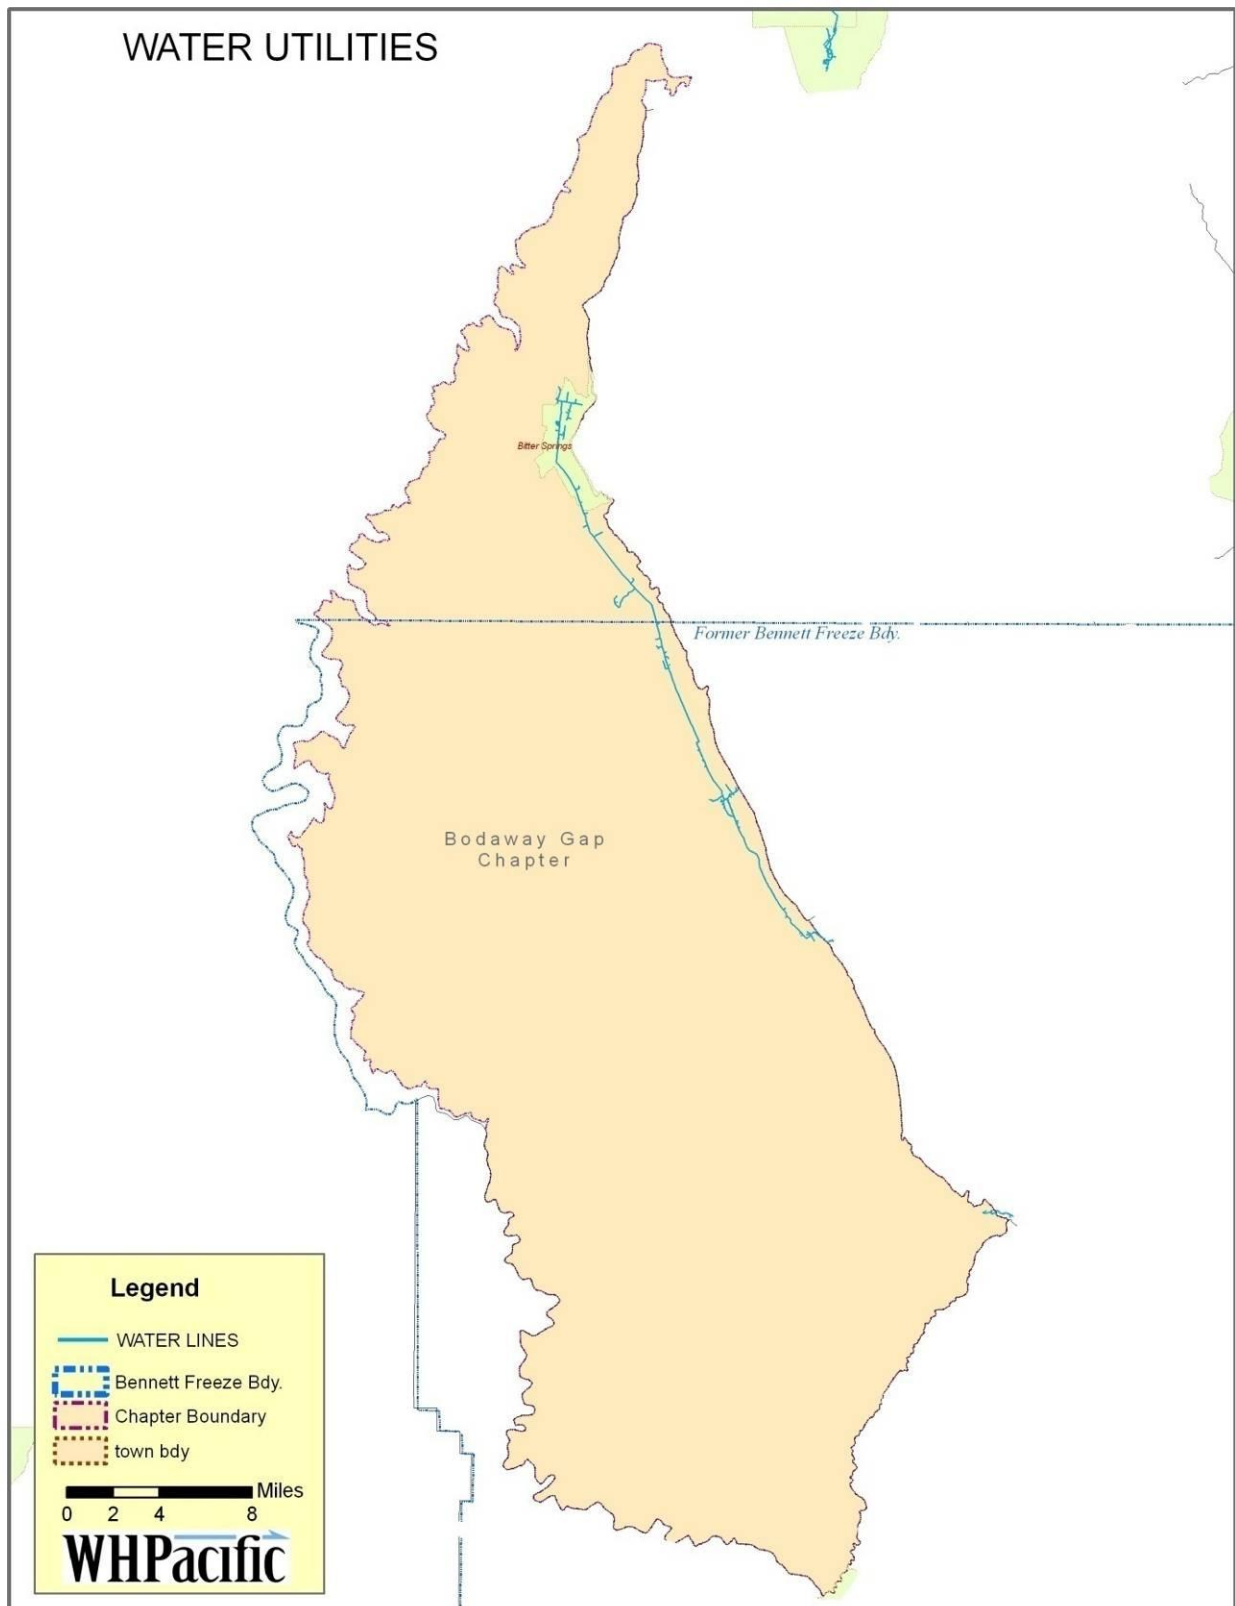 WATER UTILITIES
Bitter Springs
Former Bennett Freeze Bdy.
Bodaway Gap
Chapter
Legend
WATER LINES
Bennett Freeze Bdy.
Chapter Boundary
town bdy
Miles
0 2 4 8
WHPacific